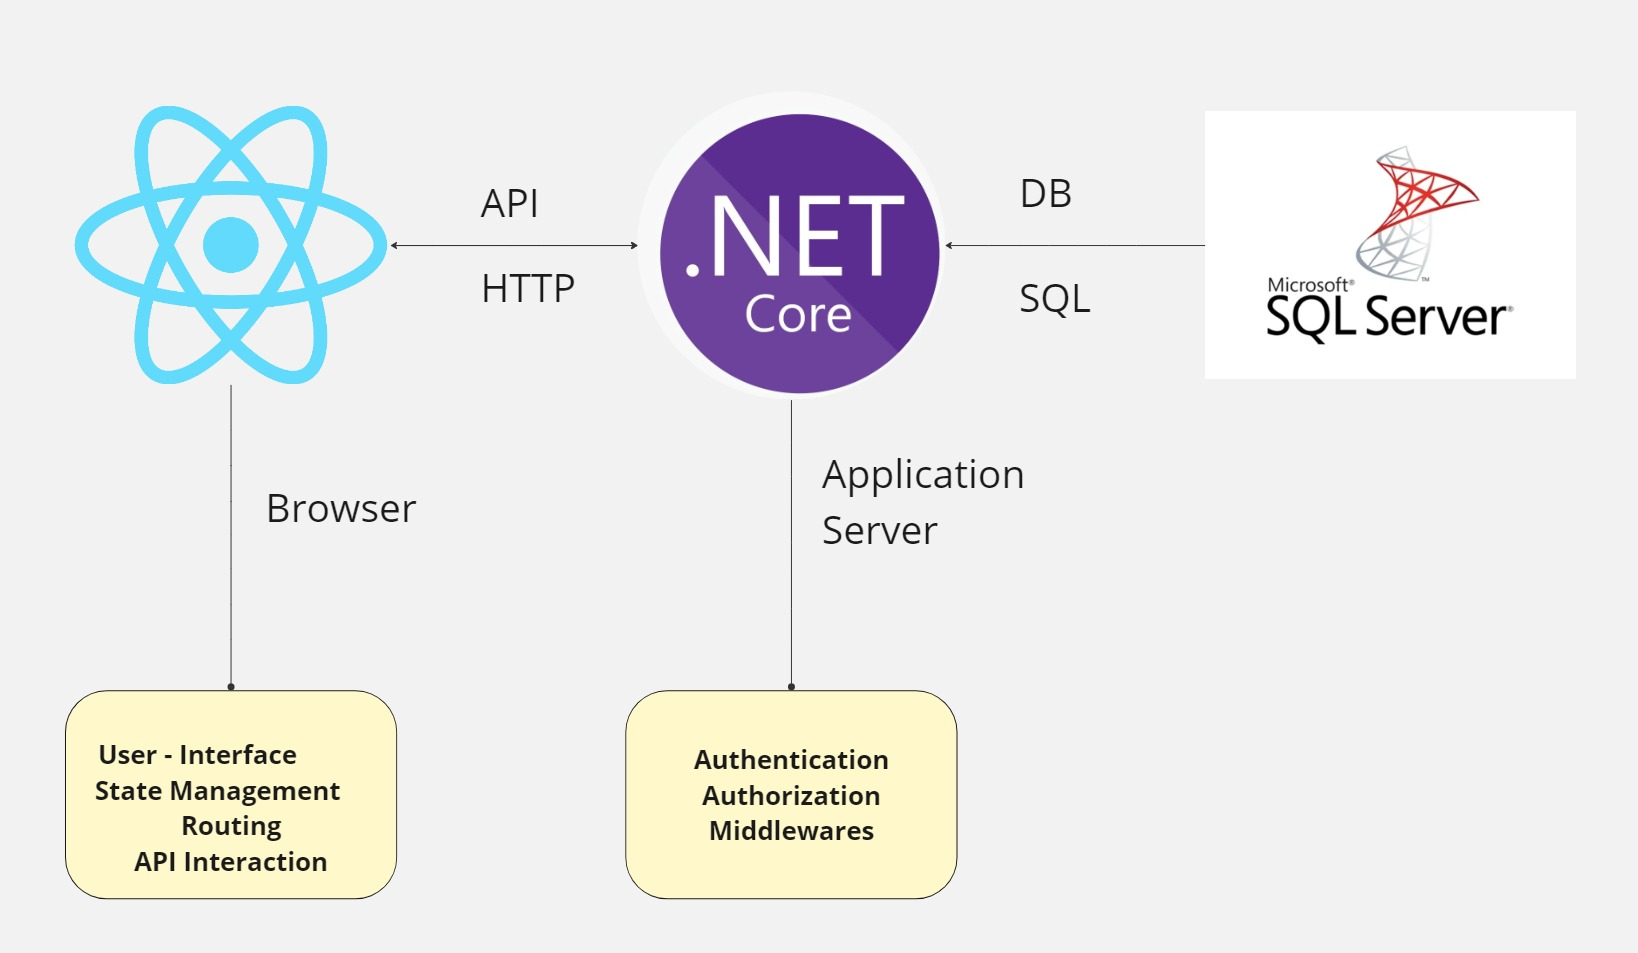 API
HTTP
.NET
Core
DB
SQL
Microsoft®
SQL Server®
™
Browser
Application
Server
User - Interface
State Management
Routing
API Interaction
Authentication
Authorization
Middlewares